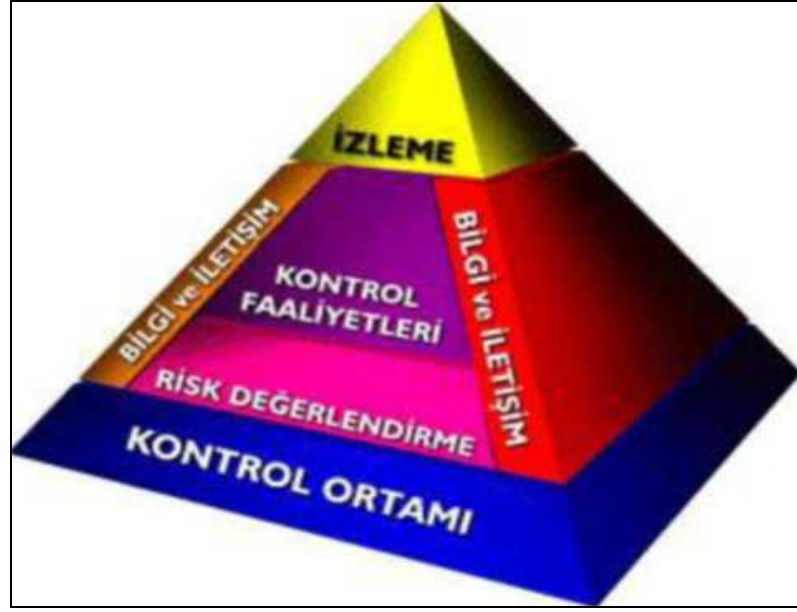 İZLEME
BİLGİ ve İLETİŞİM
BİLGİ ve İLETİŞİM
KONTROL
FAALİYETLERİ
RİSK DEĞERLENDİRME
KONTROL ORTAMI